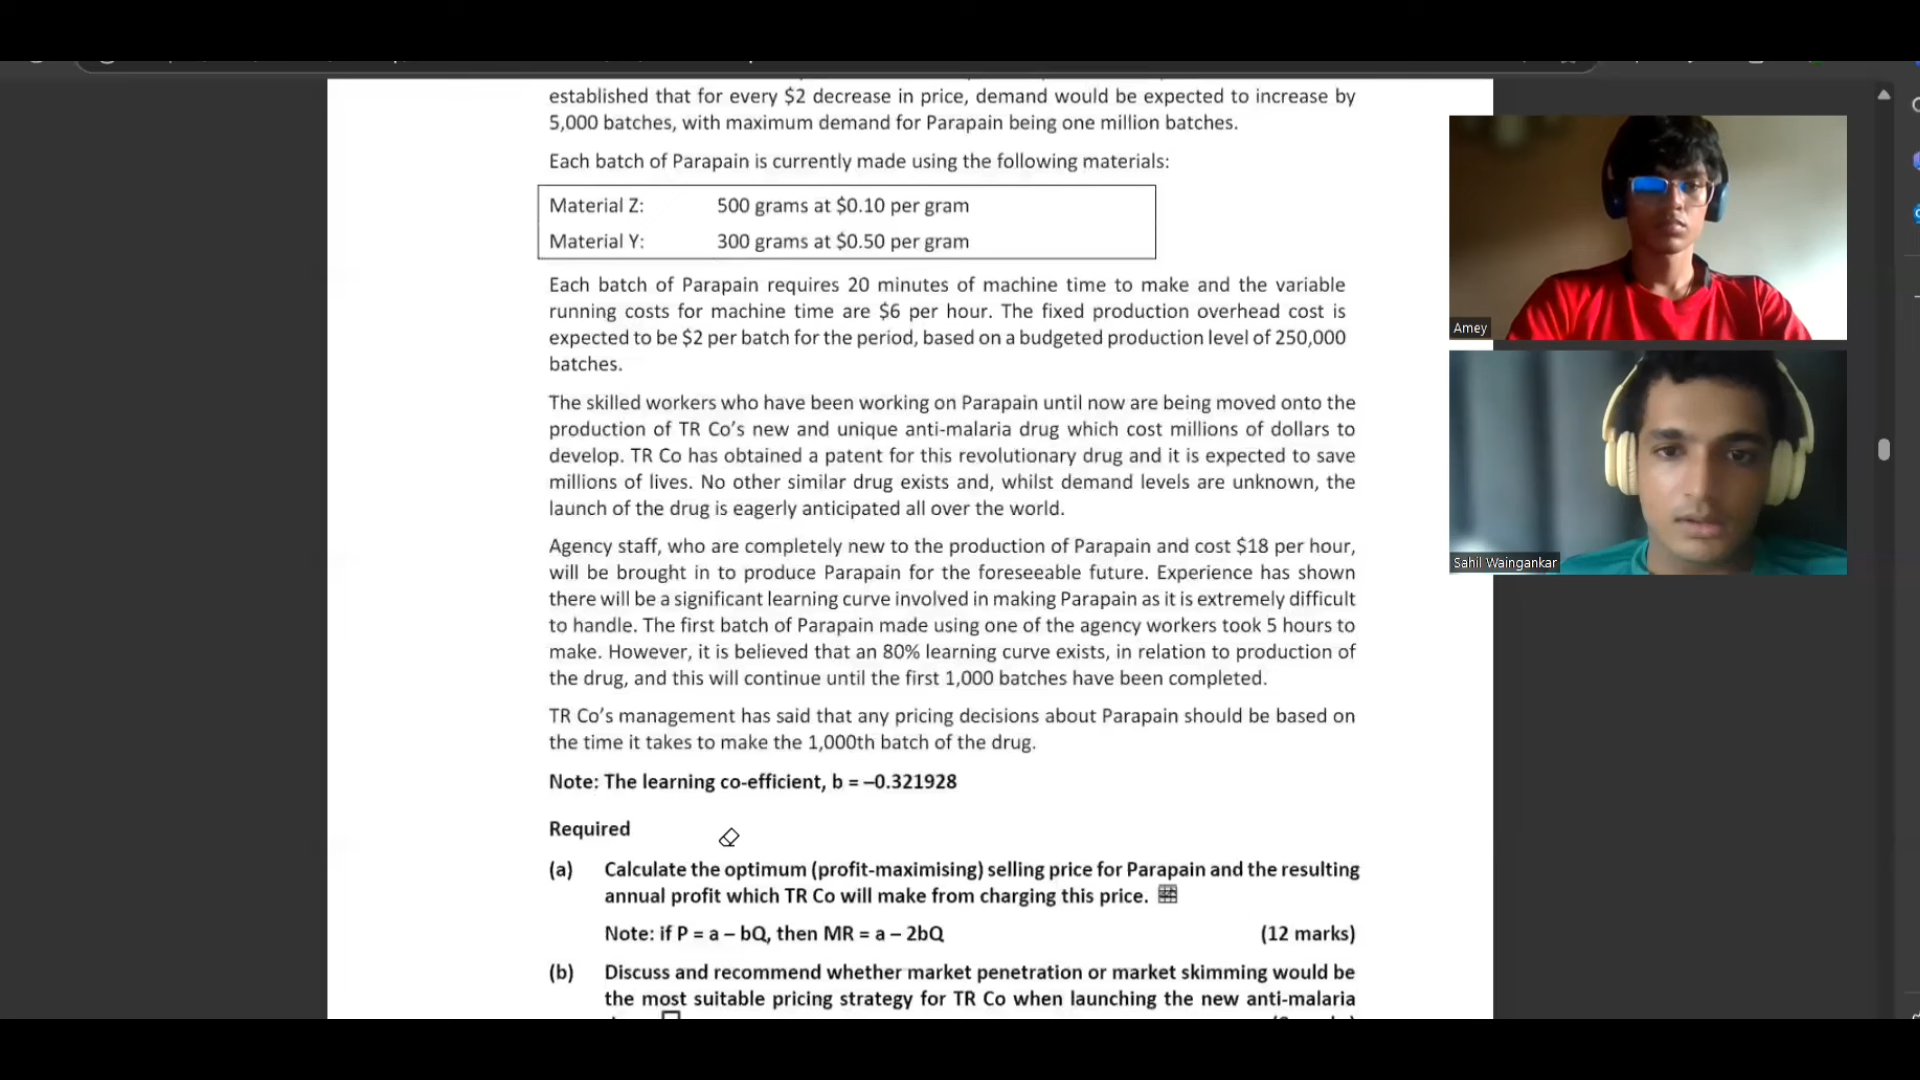 established that for every $2 decrease in price, demand would be expected to increase by
5,000 batches, with maximum demand for Parapain being one million batches.
Each batch of Parapain is currently made using the following materials:
Material Z: 500 grams at $0.10 per gram
Material Y: 300 grams at $0.50 per gram
Each batch of Parapain requires 20 minutes of machine time to make and the variable
running costs for machine time are $6 per hour. The fixed production overhead cost is
expected to be $2 per batch for the period, based on a budgeted production level of 250,000
batches.
The skilled workers who have been working on Parapain until now are being moved onto the
production of TR Co's new and unique anti-malaria drug which cost millions of dollars to
develop. TR Co has obtained a patent for this revolutionary drug and it is expected to save
millions of lives. No other similar drug exists and, whilst demand levels are unknown, the
launch of the drug is eagerly anticipated all over the world.
Agency staff, who are completely new to the production of Parapain and cost $18 per hour,
will be brought in to produce Parapain for the foreseeable future. Experience has shown
there will be a significant learning curve involved in making Parapain as it is extremely difficult
to handle. The first batch of Parapain made using one of the agency workers took 5 hours to
make. However, it is believed that an 80% learning curve exists, in relation to production of
the drug, and this will continue until the first 1,000 batches have been completed.
TR Co's management has said that any pricing decisions about Parapain should be based on
the time it takes to make the 1,000th batch of the drug.
Note: The learning co-efficient, b = –0.321928
Required
(a) Calculate the optimum (profit-maximising) selling price for Parapain and the resulting
annual profit which TR Co will make from charging this price.
Note: if P = a – bQ, then MR = a – 2bQ (12 marks)
(b) Discuss and recommend whether market penetration or market skimming would be
the most suitable pricing strategy for TR Co when launching the new anti-malaria
Amey
Sahil Waingankar